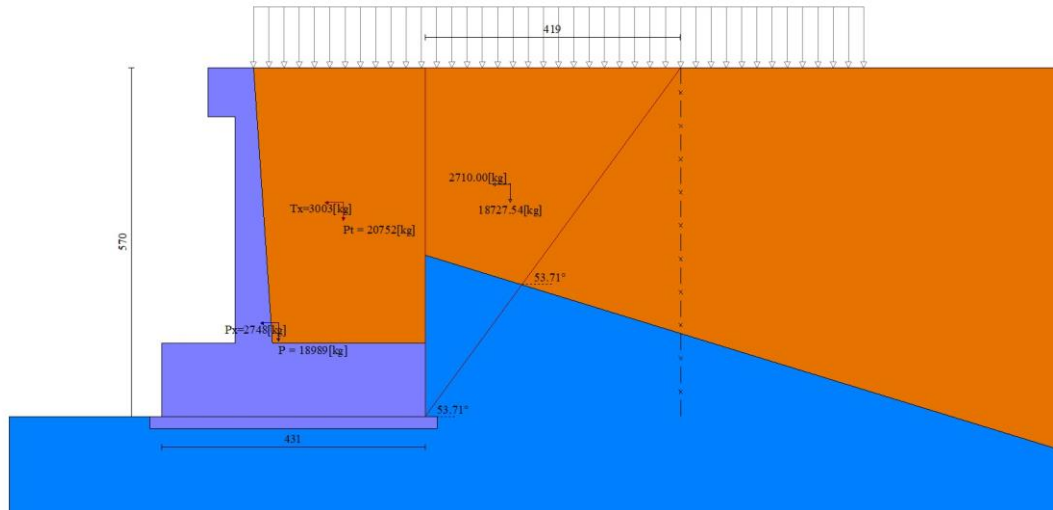 419
570
2710.00[kg]
18727.54[kg]
Tx=3003[kg]
Pt = 20752[kg]
53.71°
Px=2748[kg]
P = 18989[kg]
53.71°
431